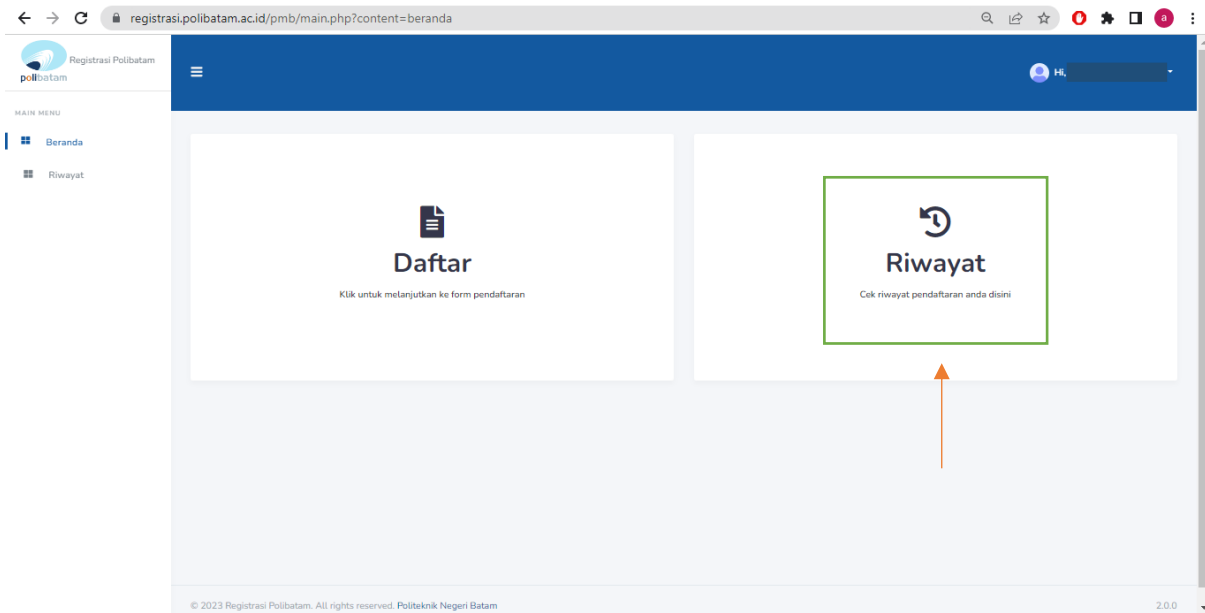 registrasi.polibatam.ac.id/pmb/main.php?content=beranda
a
Registrasi Polibatam
polibatam
Hi,
MAIN MENU
Beranda
Riwayat
Daftar
Klik untuk melanjutkan ke form pendaftaran
Riwayat
Cek riwayat pendaftaran anda disini
© 2023 Registrasi Polibatam. All rights reserved. Politeknik Negeri Batam
2.0.0